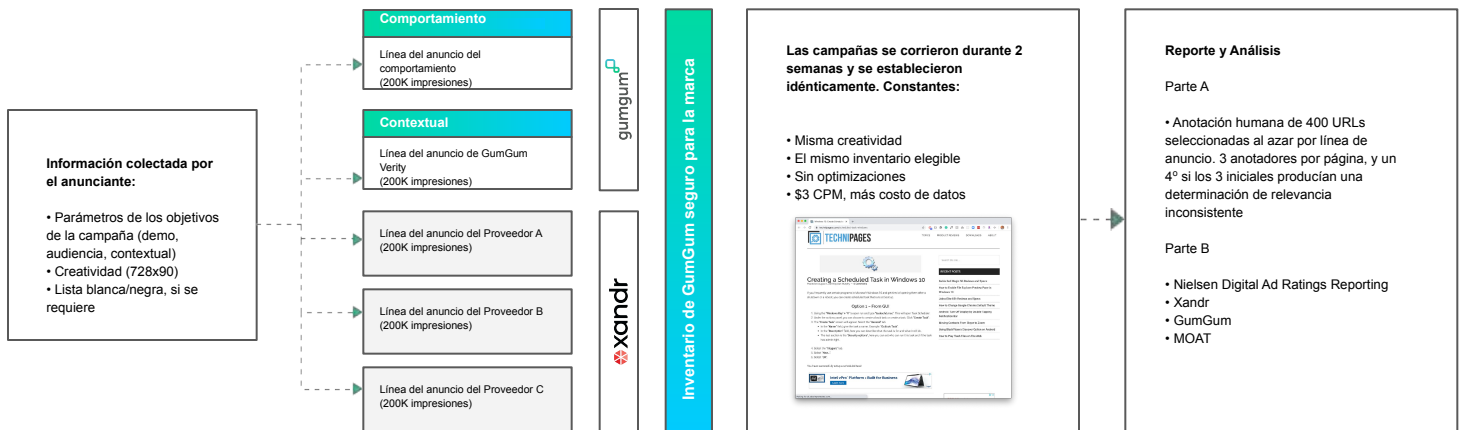 Información colectada por
el anunciante:
• Parámetros de los objetivos
de la campaña (demo,
audiencia, contextual)
• Creatividad (728x90)
• Lista blanca/negra, si se
requiere
Comportamiento
Línea del anuncio del
comportamiento
(200K impresiones)
Contextual
Línea del anuncio de GumGum
Verity
(200K impresiones)
Línea del anuncio del Proveedor A
(200K impresiones)
Línea del anuncio del Proveedor B
(200K impresiones)
Línea del anuncio del Proveedor C
(200K impresiones)
gumgum
xandr
Inventario de GumGum seguro para la marca
Las campañas se corrieron durante 2
semanas y se establecieron
idénticamente. Constantes:
• Misma creatividad
• El mismo inventario elegible
• Sin optimizaciones
• $3 CPM, más costo de datos
TECHNIPAGES
Creating a Scheduled Task in Windows 10
Option 1 – From GUI
Reporte y Análisis
Parte A
• Anotación humana de 400 URLs
seleccionadas al azar por línea de
anuncio. 3 anotadores por página, y un
4º si los 3 iniciales producían una
determinación de relevancia
inconsistente
Parte B
• Nielsen Digital Ad Ratings Reporting
• Xandr
• GumGum
• MOAT